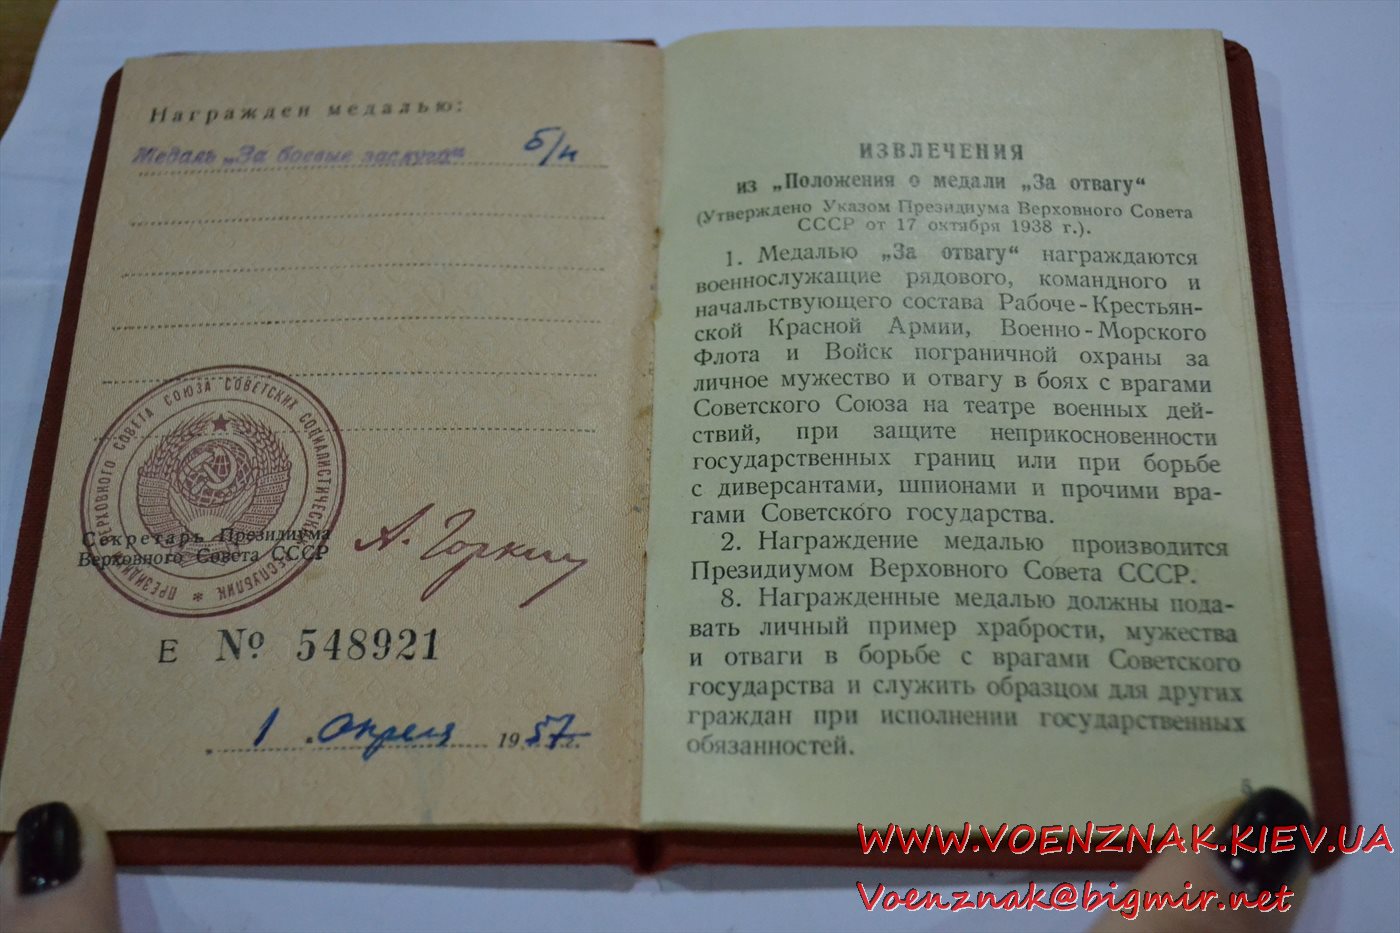 Награжден медалью:
Медаль „За боевые заслуги“ б/н
ПРЕЗИДИУМ ВЕРХОВНОГО СОВЕТА СОЮЗА СОВЕТСКИХ СОЦИАЛИСТИЧЕСКИХ РЕСПУБЛИК *
Секретарь Президиума
Верховного Совета СССР
А. Горкин
Е № 548921
1 апреля 1957 г.
ИЗВЛЕЧЕНИЯ
из „Положения о медали „За отвагу“
(Утверждено Указом Президиума Верховного Совета
СССР от 17 октября 1938 г.).
1. Медалью „За отвагу“ награждаются
военнослужащие рядового, командного и
начальствующего состава Рабоче-Крестьян-
ской Красной Армии, Военно-Морского
Флота и Войск пограничной охраны за
личное мужество и отвагу в боях с врагами
Советского Союза на театре военных дей-
ствий, при защите неприкосновенности
государственных границ или при борьбе
с диверсантами, шпионами и прочими вра-
гами Советского государства.
2. Награждение медалью производится
Президиумом Верховного Совета СССР.
8. Награжденные медалью должны пода-
вать личный пример храбрости, мужества
и отваги в борьбе с врагами Советского
государства и служить образцом для других
граждан при исполнении государственных
обязанностей.
5
WWW.VOENZNAK.KIEV.UA
Voenznak@bigmir.net